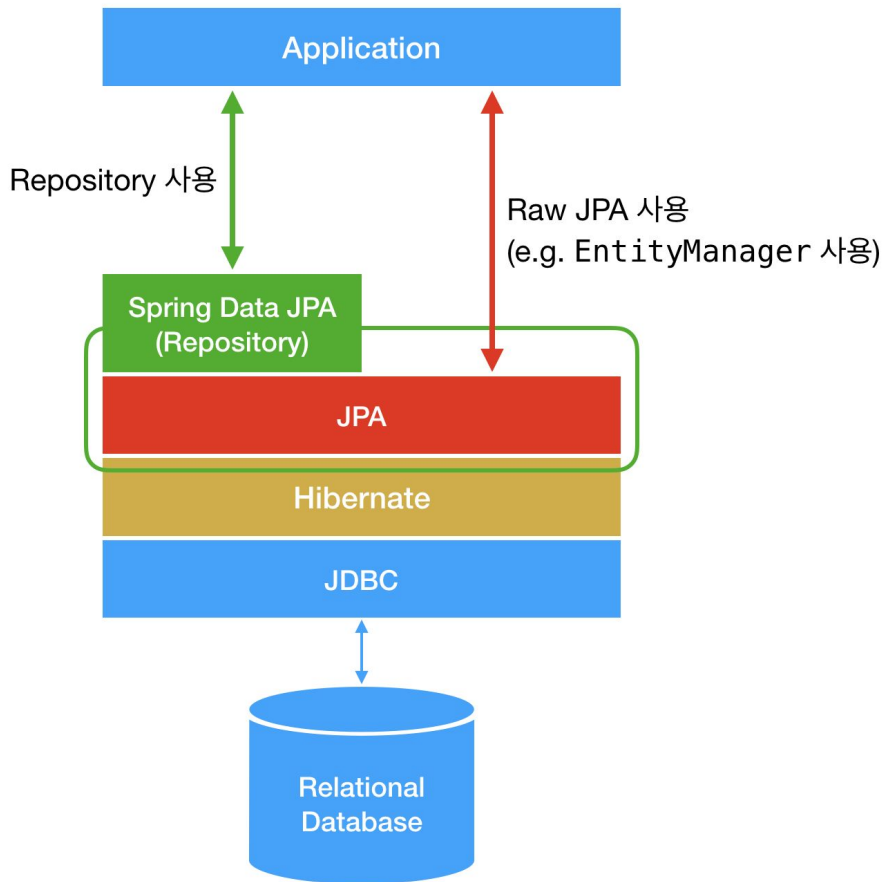 Application
Repository 사용
Raw JPA 사용
(e.g. EntityManager 사용)
Spring Data JPA
(Repository)
JPA
Hibernate
JDBC
Relational
Database